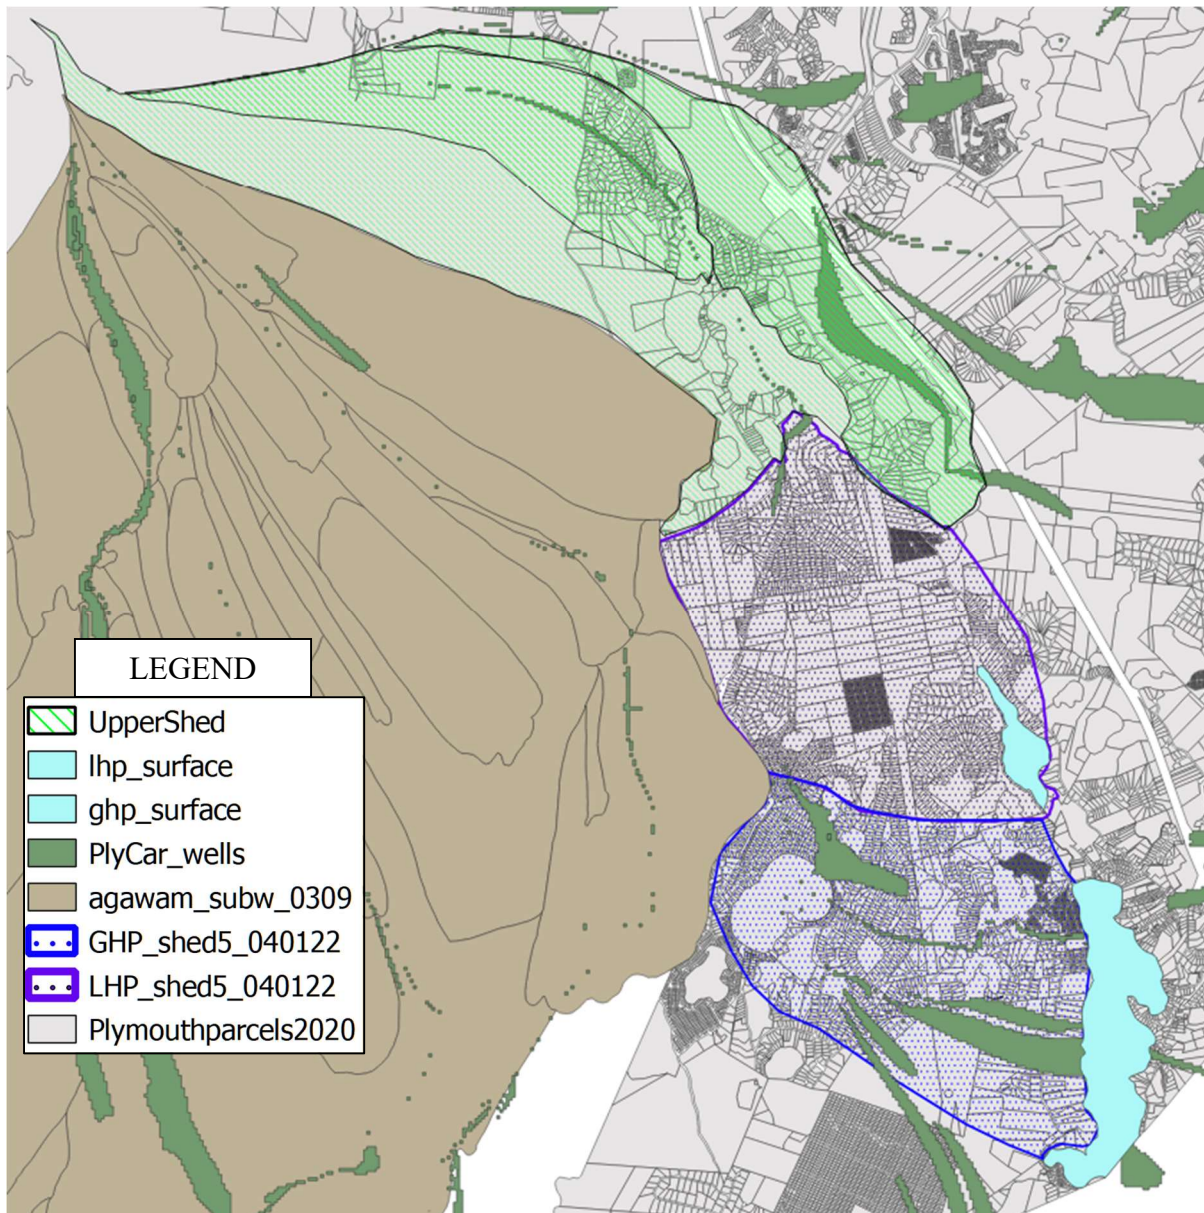 LEGEND
UpperShed
lhp_surface
ghp_surface
PlyCar_wells
agawam_subw_0309
GHP_shed5_040122
LHP_shed5_040122
Plymouthparcels2020